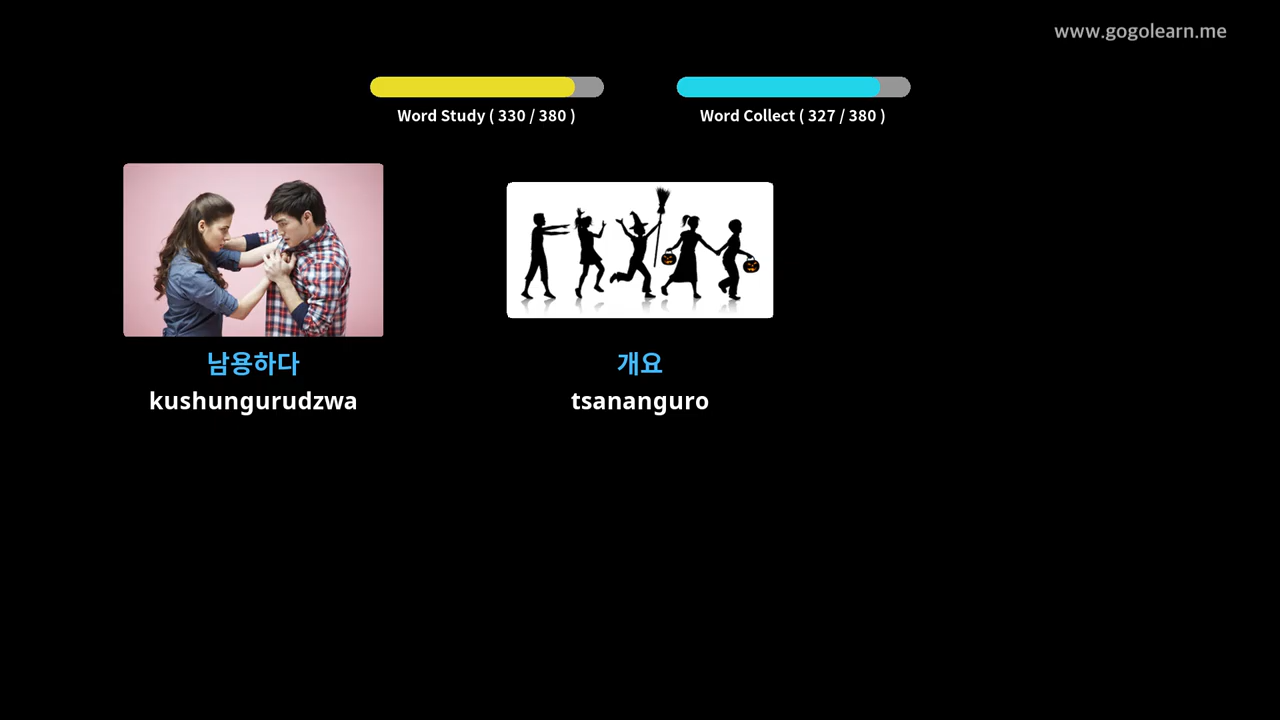 www.gogolearn.me
Word Study ( 330 / 380 )
Word Collect ( 327 / 380 )
남용하다
kushungurudzwa
개요
tsananguro